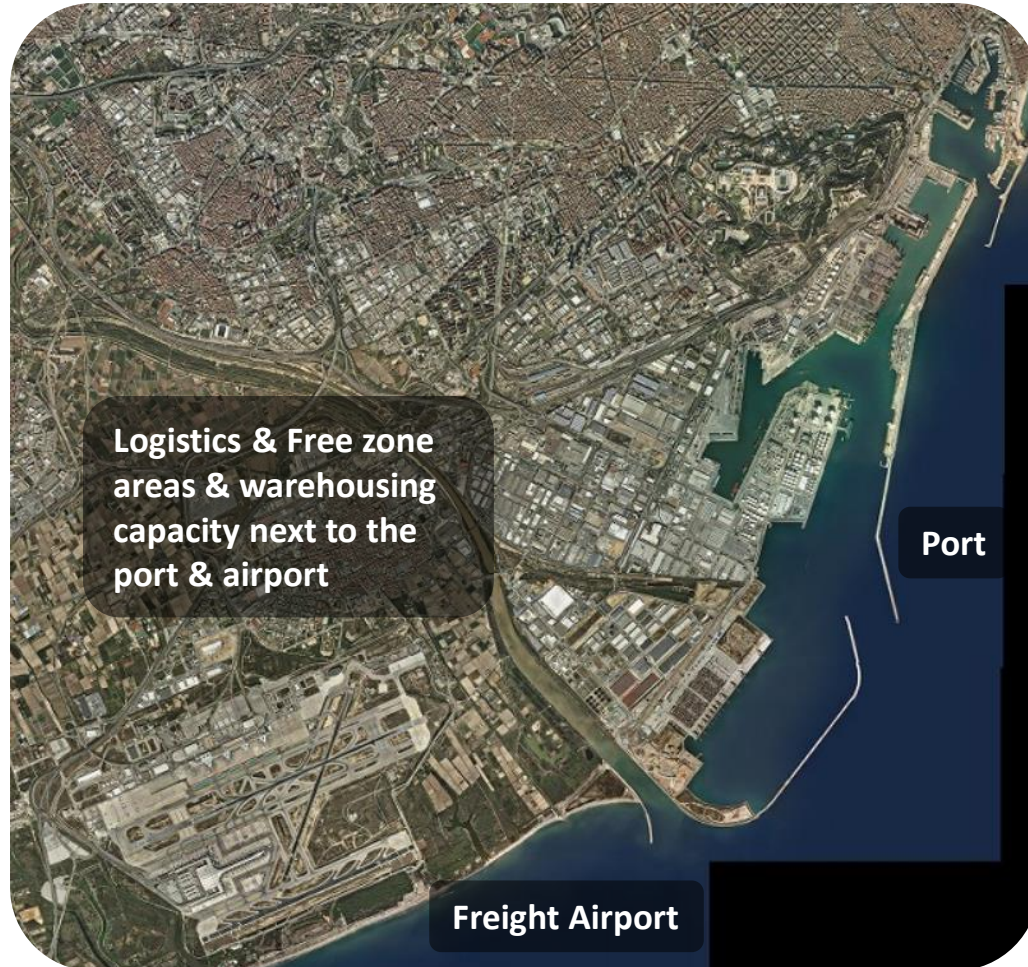 Logistics & Free zone
areas & warehousing
capacity next to the
port & airport
Port
Freight Airport